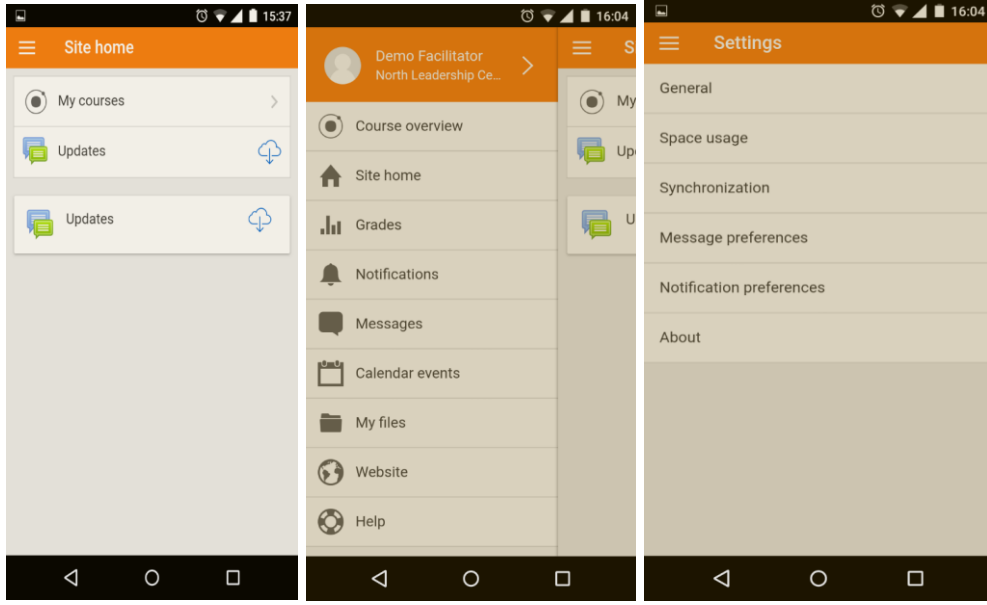 15:37
Site home
My courses
Updates
Updates
16:04
Demo Facilitator
North Leadership Ce...
S
Course overview
My
Site home
Upd
Grades
U
Notifications
Messages
Calendar events
My files
Website
Help
16:04
Settings
General
Space usage
Synchronization
Message preferences
Notification preferences
About